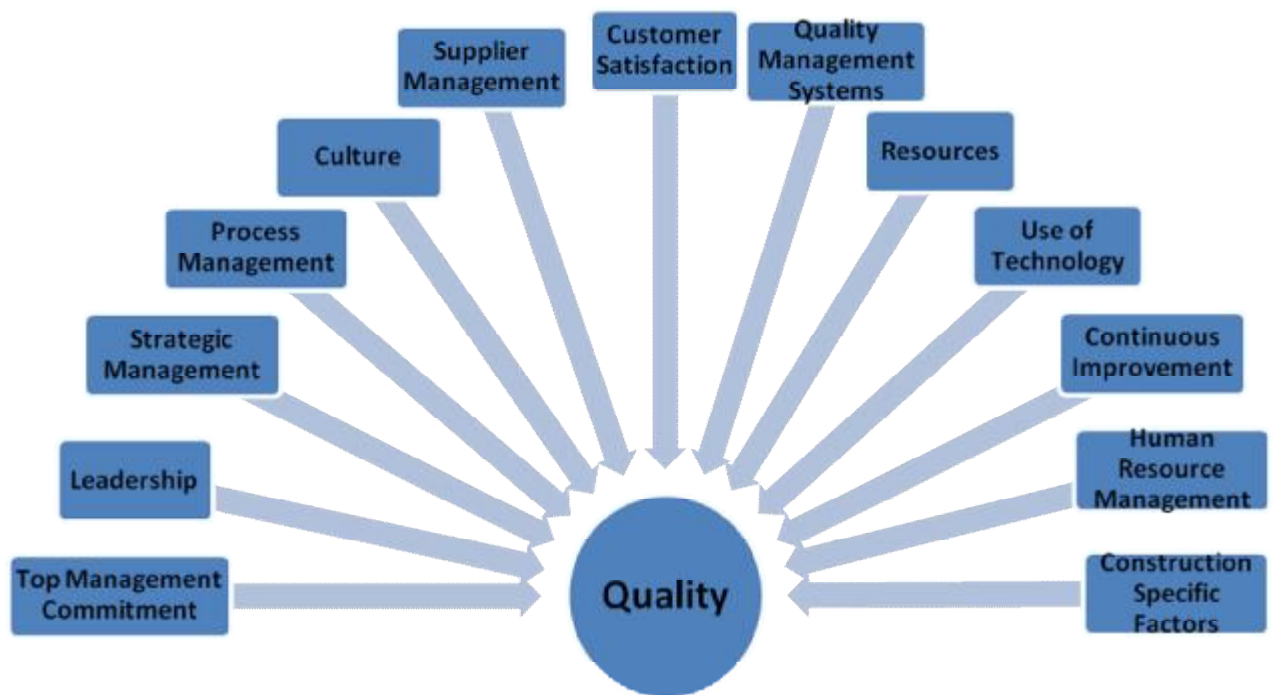 Top Management
Commitment
Leadership
Strategic
Management
Process
Management
Culture
Supplier
Management
Customer
Satisfaction
Quality
Management
Systems
Resources
Use of
Technology
Continuous
Improvement
Human
Resource
Management
Construction
Specific
Factors
Quality